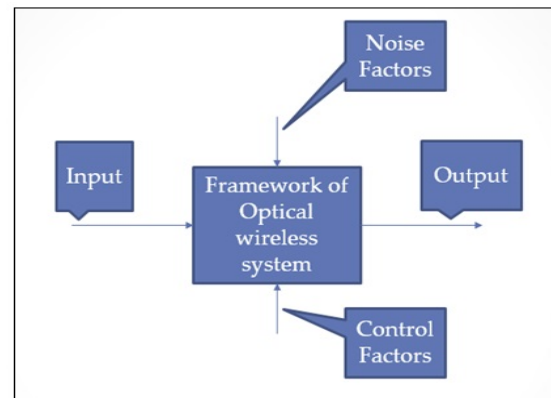 Noise
Factors
Input
Framework of
Optical
wireless
system
Output
Control
Factors